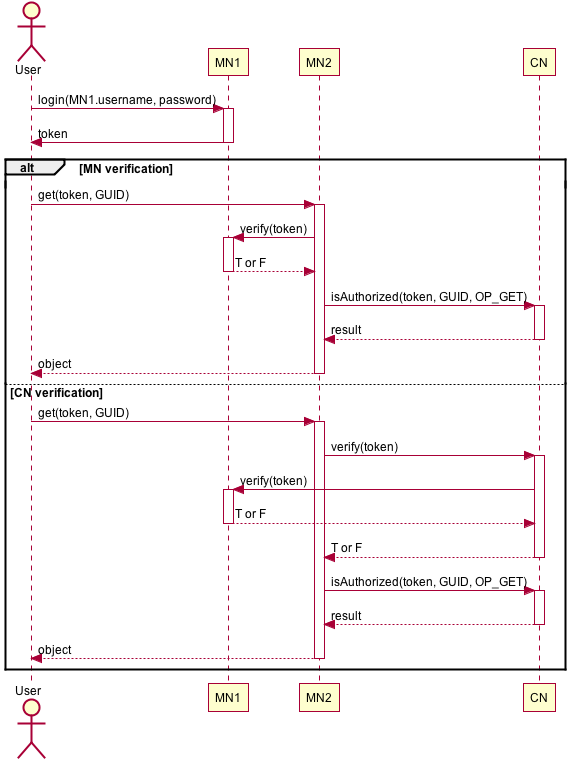 User
MN1
MN2
CN
login(MN1.username, password)
token
alt
[MN verification]
get(token, GUID)
verify(token)
T or F
isAuthorized(token, GUID, OP_GET)
result
object
[CN verification]
get(token, GUID)
verify(token)
verify(token)
T or F
T or F
isAuthorized(token, GUID, OP_GET)
result
object
User
MN1
MN2
CN